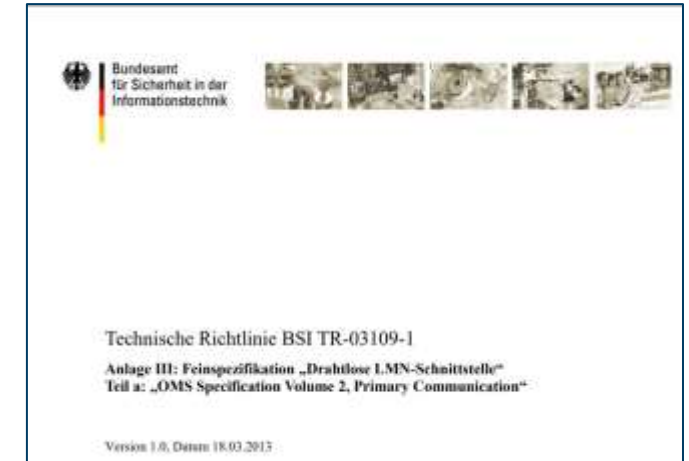 Bundesamt
für Sicherheit in der
Informationstechnik
Technische Richtlinie BSI TR-03109-1
Anlage III: Feinspezifikation „Drahtlose LMN-Schnittstelle“
Teil a: „OMS Specification Volume 2, Primary Communication“
Version 1.0, Datum 18.03.2013